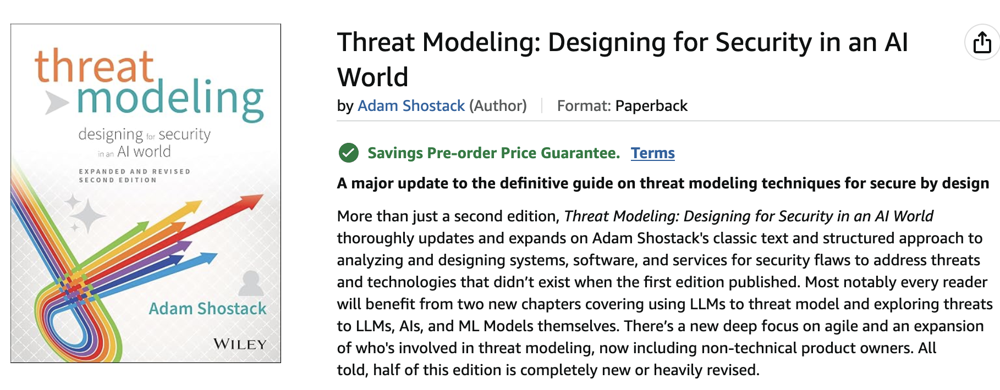 threat
modeling
designing for security
in an AI world
EXPANDED AND REVISED
SECOND EDITION
Adam Shostack
WILEY
Threat Modeling: Designing for Security in an AI
World
by Adam Shostack (Author) Format: Paperback
Savings Pre-order Price Guarantee. Terms
A major update to the definitive guide on threat modeling techniques for secure by design
More than just a second edition, Threat Modeling: Designing for Security in an AI World
thoroughly updates and expands on Adam Shostack's classic text and structured approach to
analyzing and designing systems, software, and services for security flaws to address threats
and technologies that didn’t exist when the first edition published. Most notably every reader
will benefit from two new chapters covering using LLMs to threat model and exploring threats
to LLMs, AIs, and ML Models themselves. There’s a new deep focus on agile and an expansion
of who's involved in threat modeling, now including non-technical product owners. All
told, half of this edition is completely new or heavily revised.